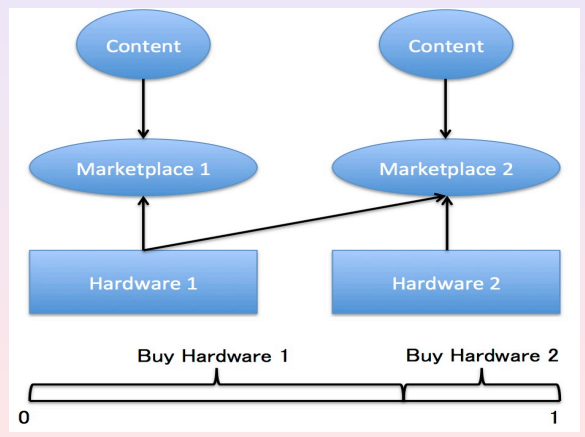 Content Content
Marketplace 1 Marketplace 2
Hardware 1 Hardware 2
Buy Hardware 1 Buy Hardware 2
0 1